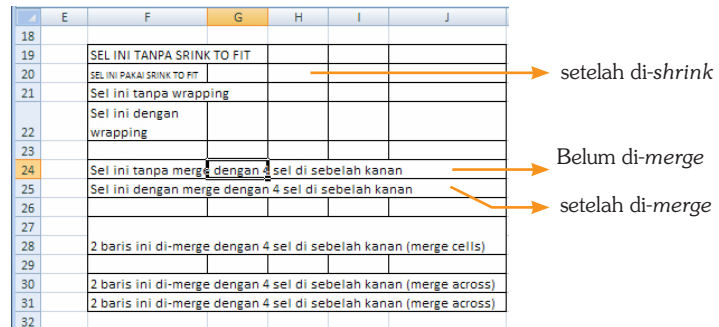 E F G H I J
18
19 SEL INI TANPA SRINK TO FIT
20 SEL INI PAKAI SRINK TO FIT setelah di-shrink
21 Sel ini tanpa wrapping
Sel ini dengan
22 wrapping
23
24 Sel ini tanpa merge dengan 4 sel di sebelah kanan Belum di-merge
25 Sel ini dengan merge dengan 4 sel di sebelah kanan setelah di-merge
26
27
28 2 baris ini di-merge dengan 4 sel di sebelah kanan (merge cells)
29
30 2 baris ini di-merge dengan 4 sel di sebelah kanan (merge across)
31 2 baris ini di-merge dengan 4 sel di sebelah kanan (merge across)
32